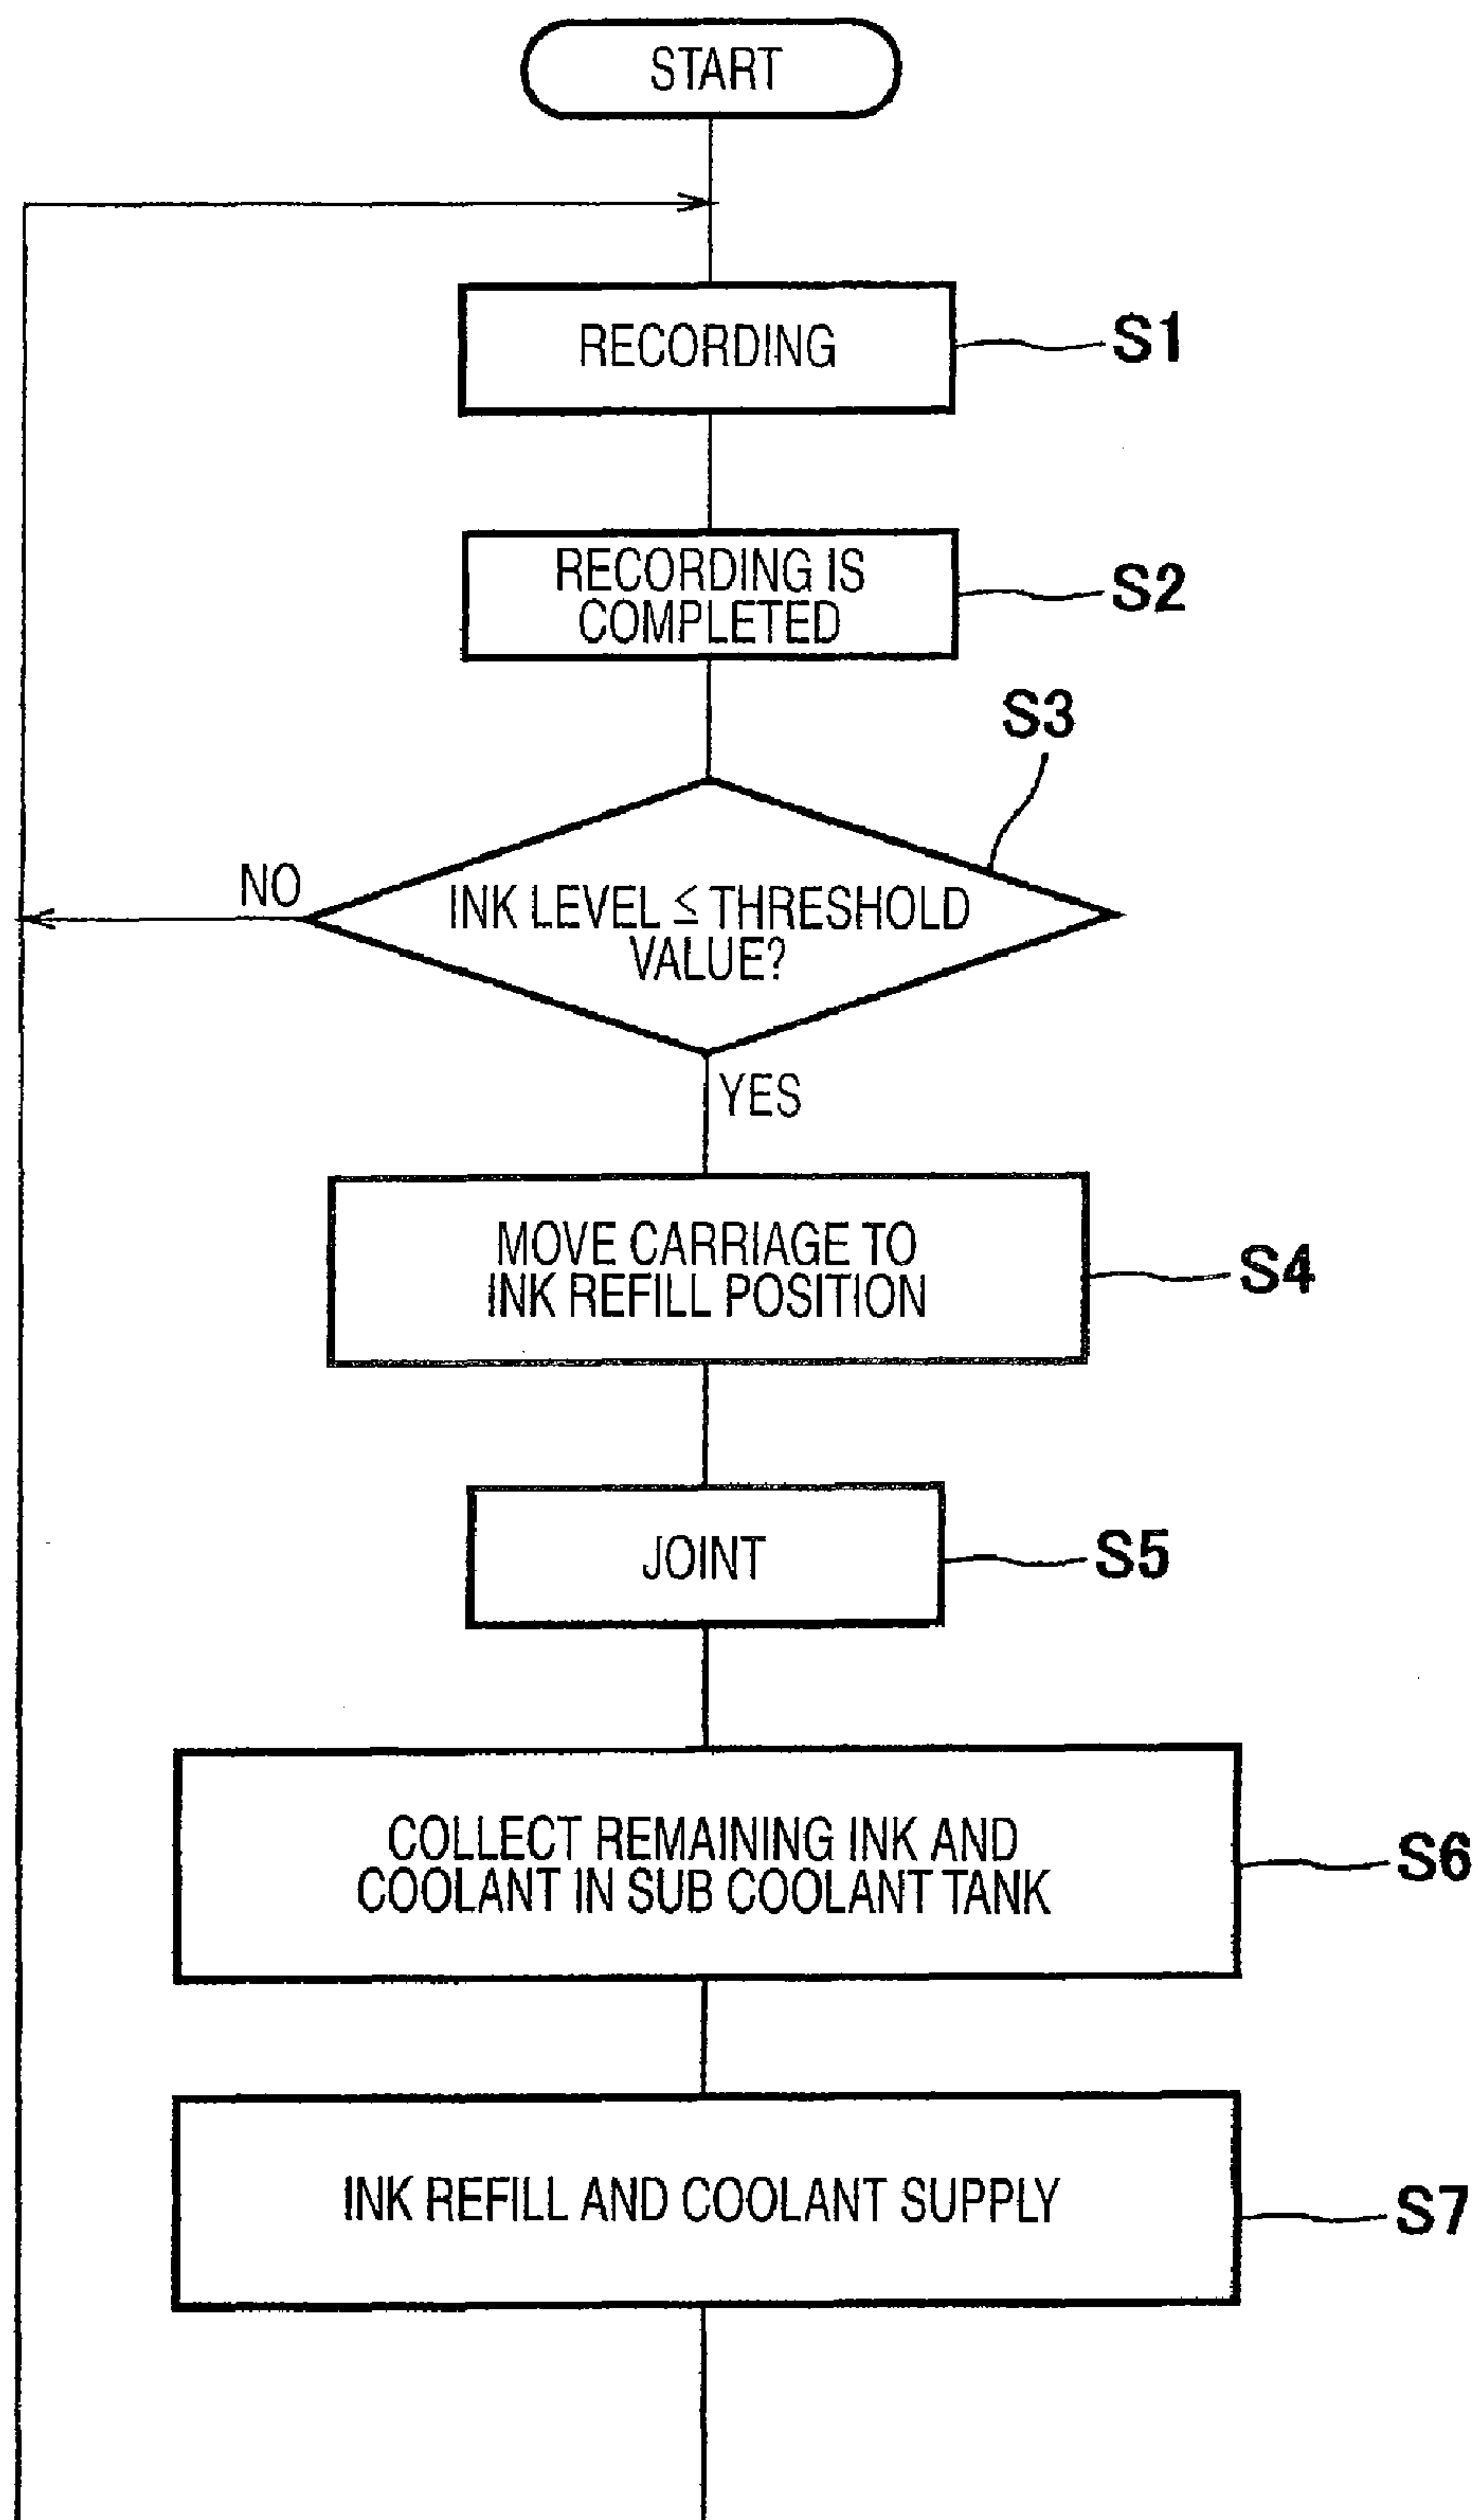 START
RECORDING
S1
RECORDING IS
COMPLETED
S2
S3
NO
INK LEVEL ≤ THRESHOLD
VALUE?
YES
MOVE CARRIAGE TO
INK REFILL POSITION
S4
JOINT
S5
COLLECT REMAINING INK AND
COOLANT IN SUB COOLANT TANK
S6
INK REFILL AND COOLANT SUPPLY
S7